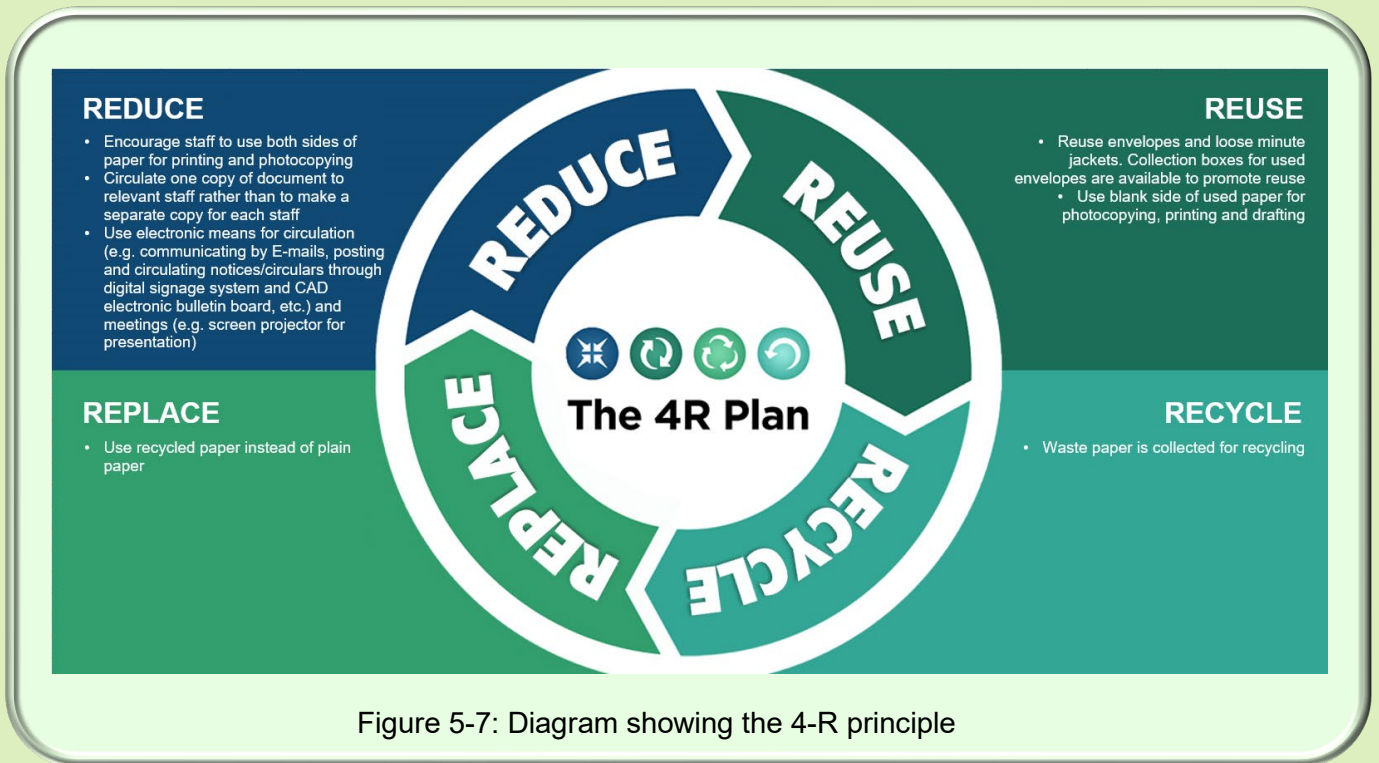 REDUCE
• Encourage staff to use both sides of
paper for printing and photocopying
• Circulate one copy of document to
relevant staff rather than to make a
separate copy for each staff
• Use electronic means for circulation
(e.g. communicating by E-mails, posting
and circulating notices/circulars through
digital signage system and CAD
electronic bulletin board, etc.) and
meetings (e.g. screen projector for
presentation)
REUSE
• Reuse envelopes and loose minute
jackets. Collection boxes for used
envelopes are available to promote reuse
• Use blank side of used paper for
photocopying, printing and drafting
REDUCE
REUSE
RECYCLE
REPLACE
The 4R Plan
REPLACE
• Use recycled paper instead of plain
paper
RECYCLE
• Waste paper is collected for recycling
Figure 5-7: Diagram showing the 4-R principle